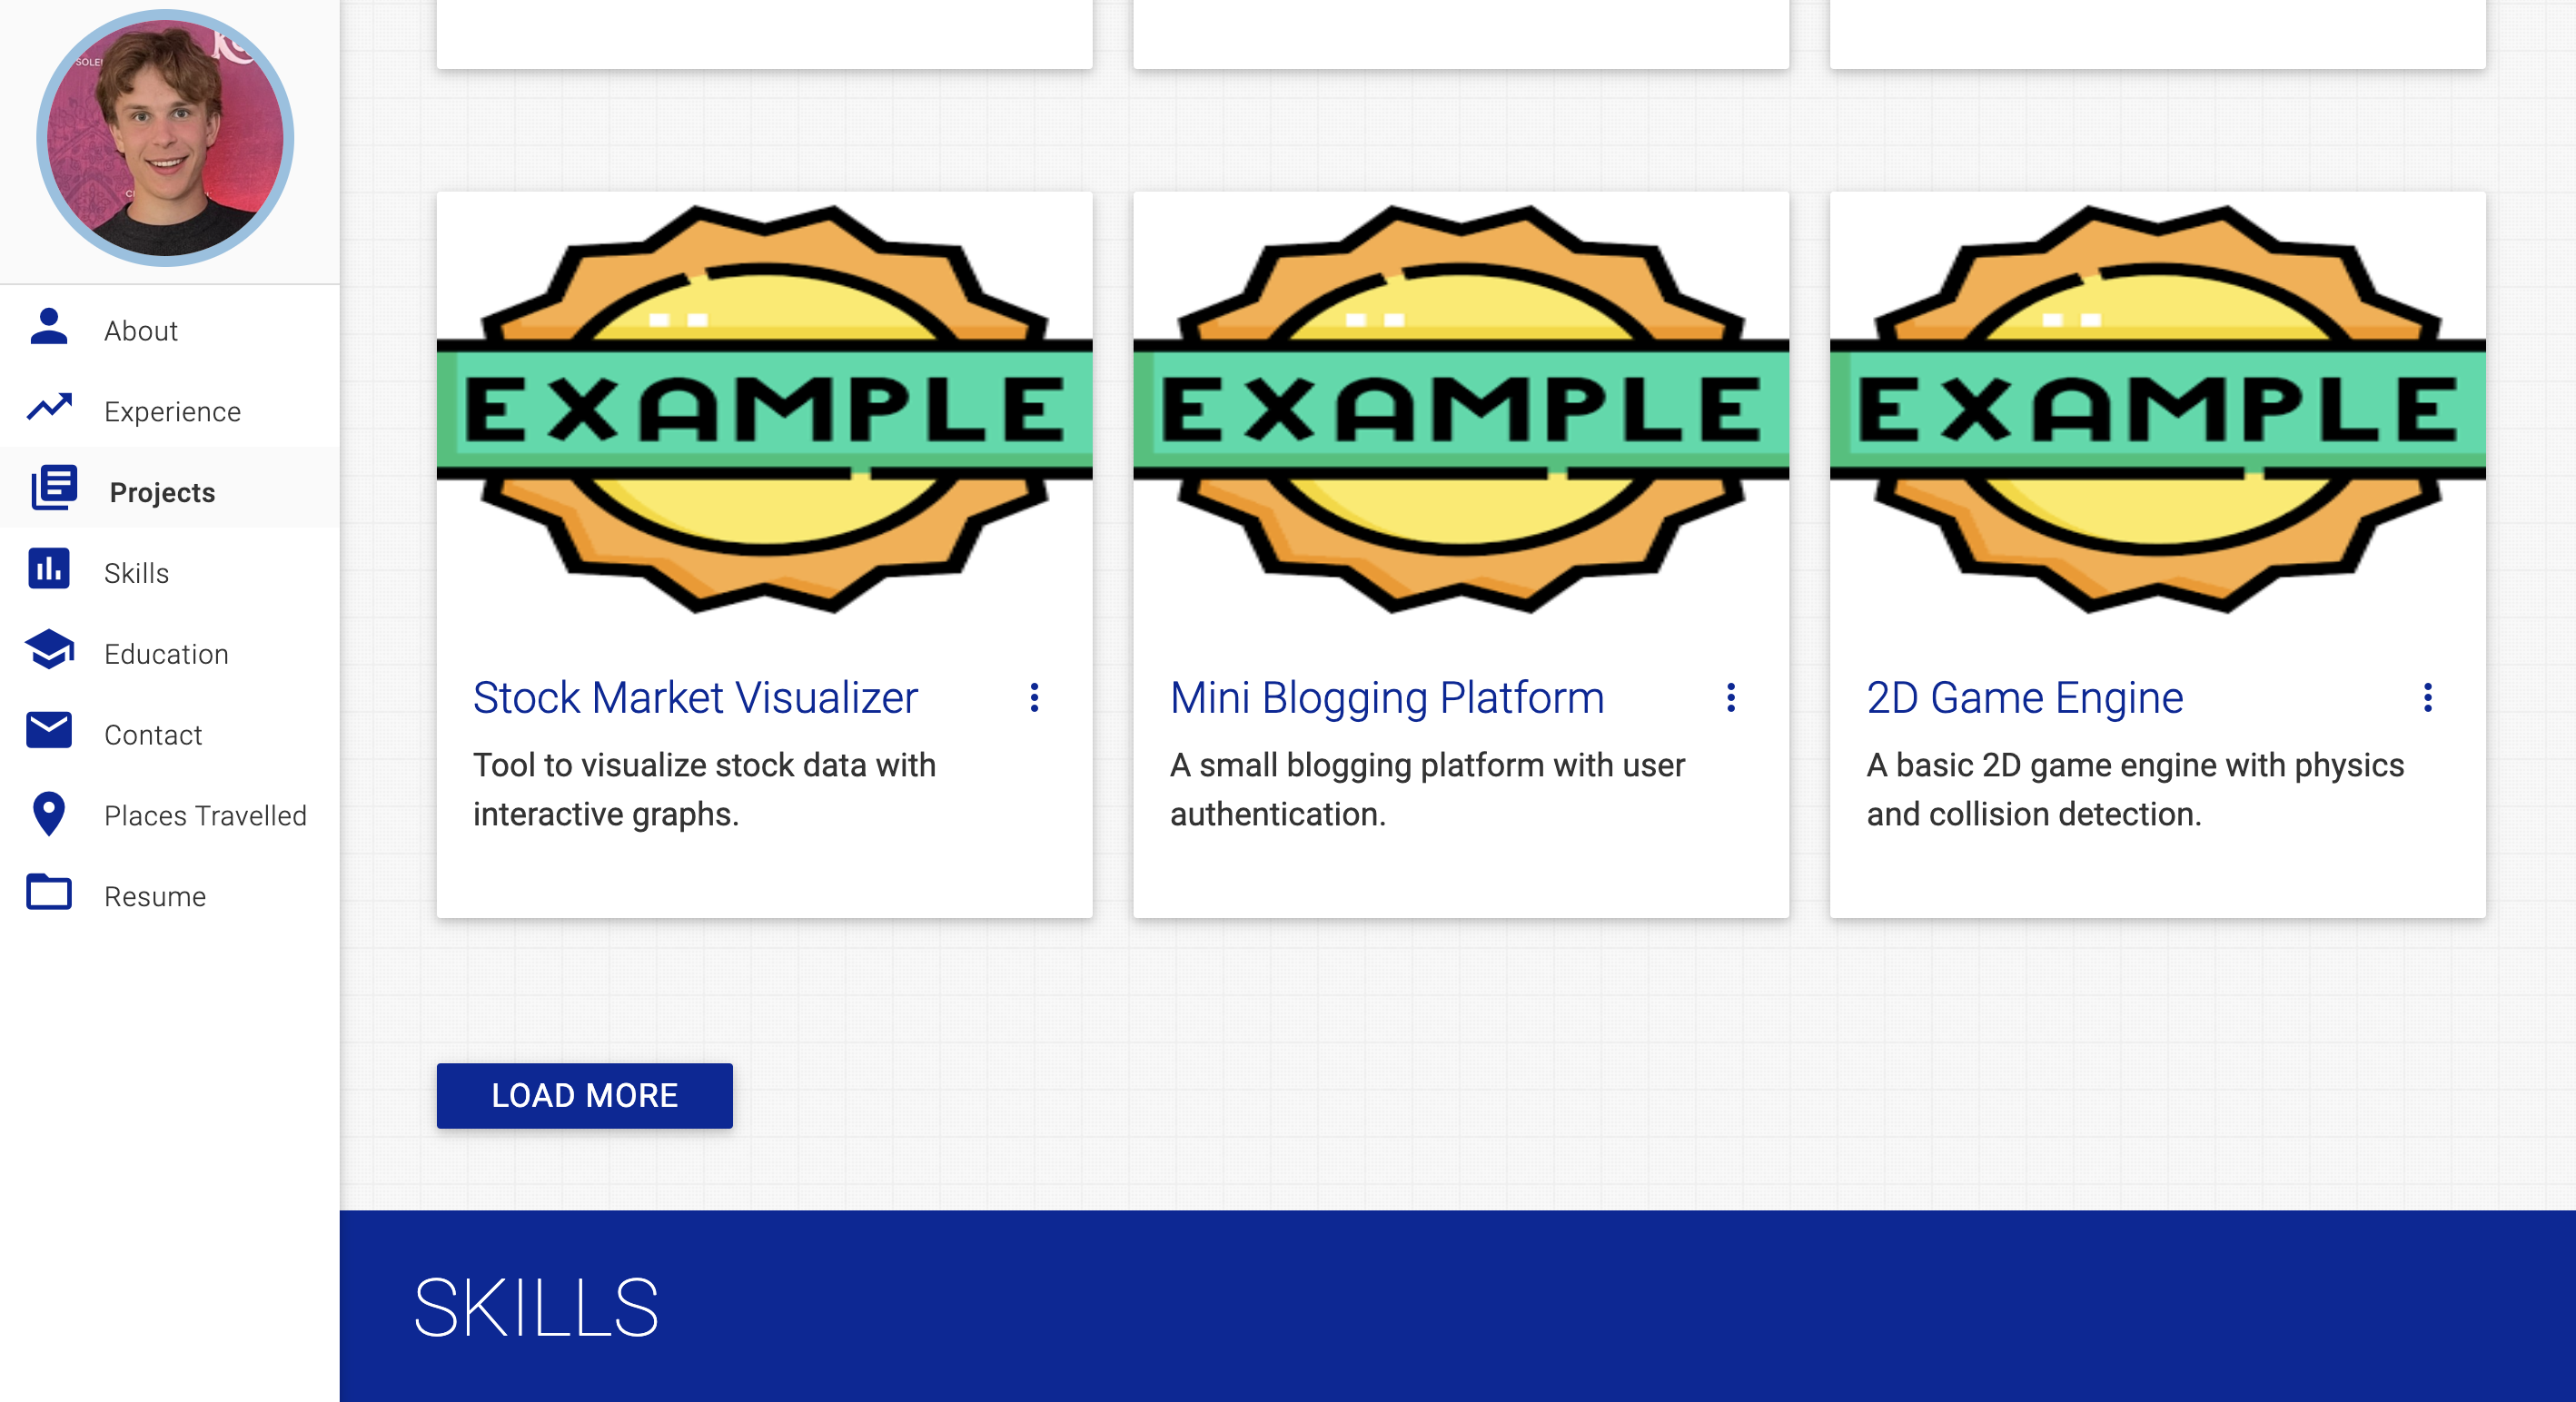 About
Experience
Projects
Skills
Education
Contact
Places Travelled
Resume
EXAMPLE
EXAMPLE
EXAMPLE
Stock Market Visualizer
Tool to visualize stock data with
interactive graphs.
Mini Blogging Platform
A small blogging platform with user
authentication.
2D Game Engine
A basic 2D game engine with physics
and collision detection.
LOAD MORE
SKILLS